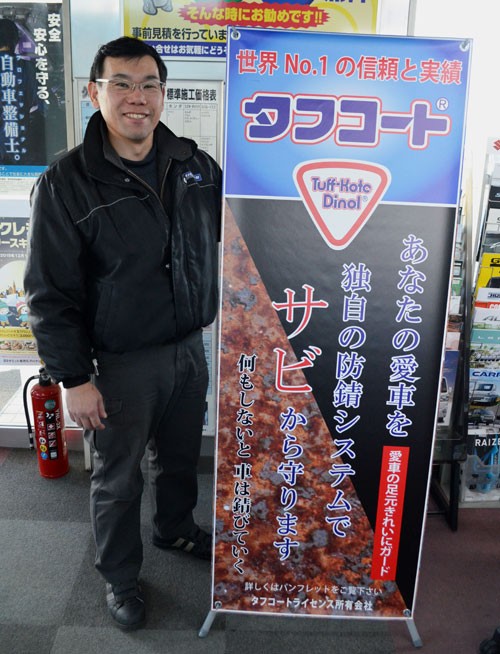 世界 No.1 の信頼と実績
タフコート®
Tuff-Kote
Dinol®
あなたの愛車を
独自の防錆システムで
サビから守ります
何もしないと車は錆びていく
愛車の足元きれいにガード
詳しくはパンフレットをご覧下さい
タフコートライセンス所有会社
そんな時にお勧めです!!
事前見積を行っています
標準施工価格表
安全
安心を守る、
自動車整備士。
RAIZE